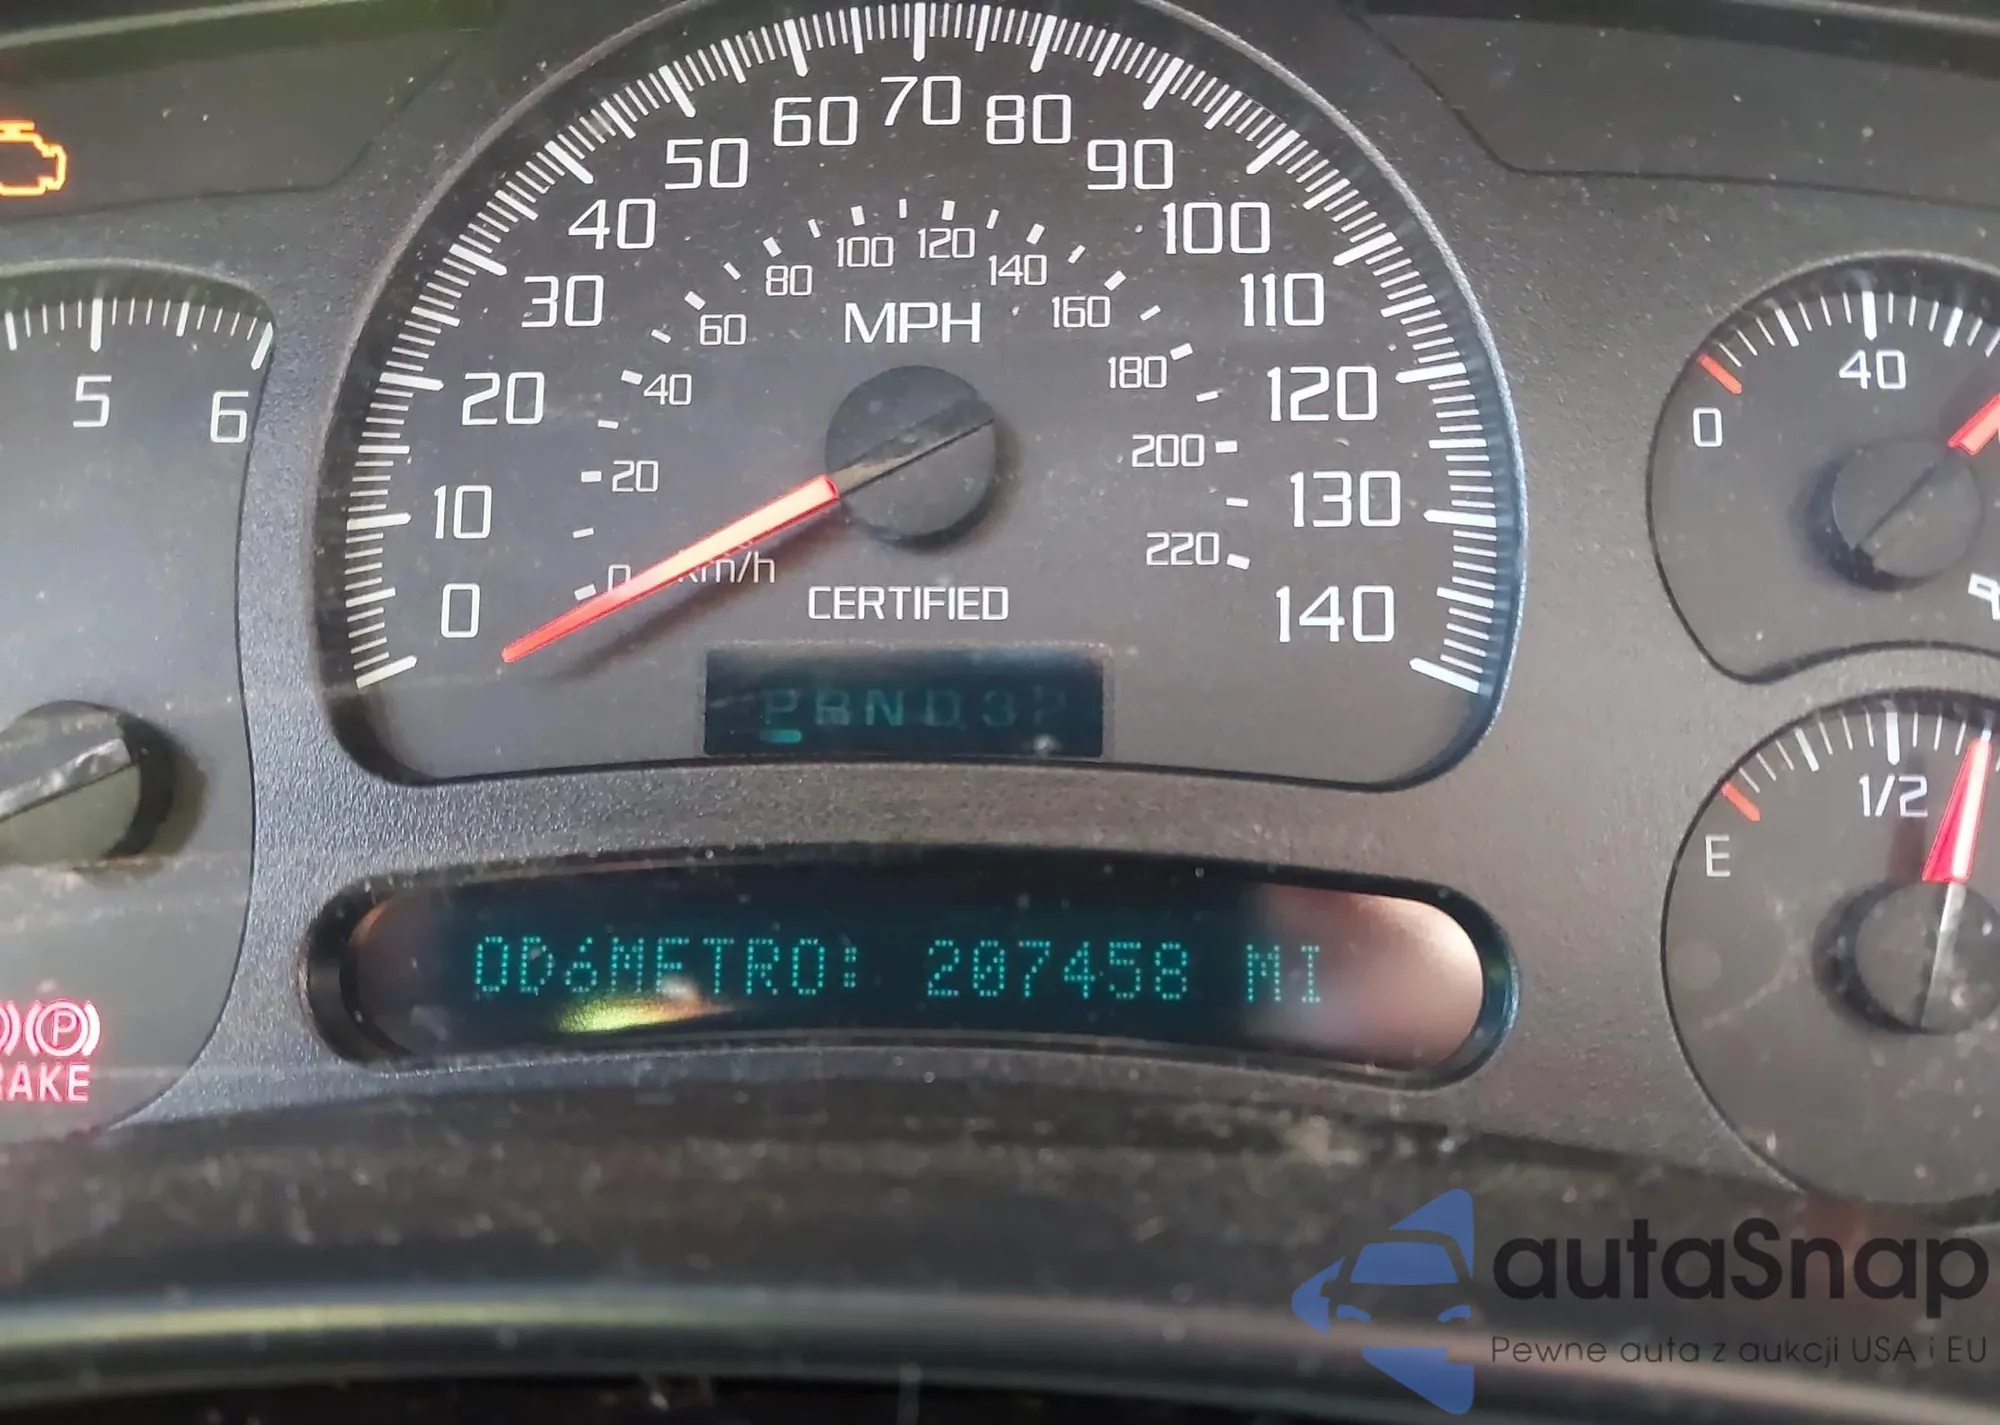 70
60 80
50 90
40 100
30 110
20 120
10 130
0 140
100 120
80 140
60 160
40 180
20 200
0 220
MPH
km/h
CERTIFIED
PRND32
ODóMETRO: 207458 MI
5 6
40
0
1/2
E
P
autaSnap
Pewne auta z aukcji USA i EU